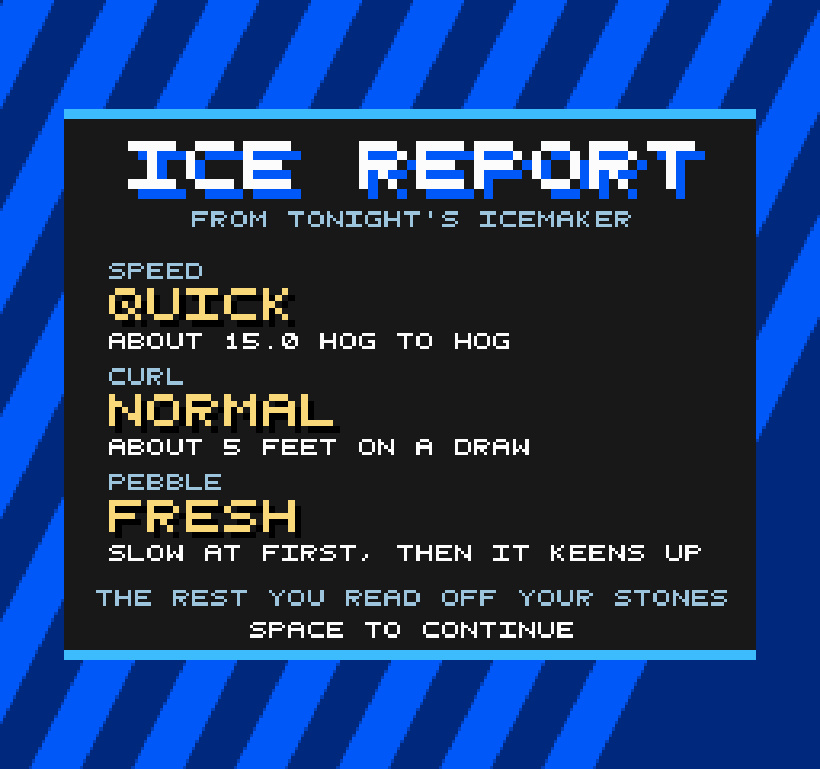 ICE REPORT
FROM TONIGHT'S ICEMAKER
SPEED
QUICK
ABOUT 15.0 HOG TO HOG
CURL
NORMAL
ABOUT 5 FEET ON A DRAW
PEBBLE
FRESH
SLOW AT FIRST, THEN IT KEENS UP
THE REST YOU READ OFF YOUR STONES
SPACE TO CONTINUE